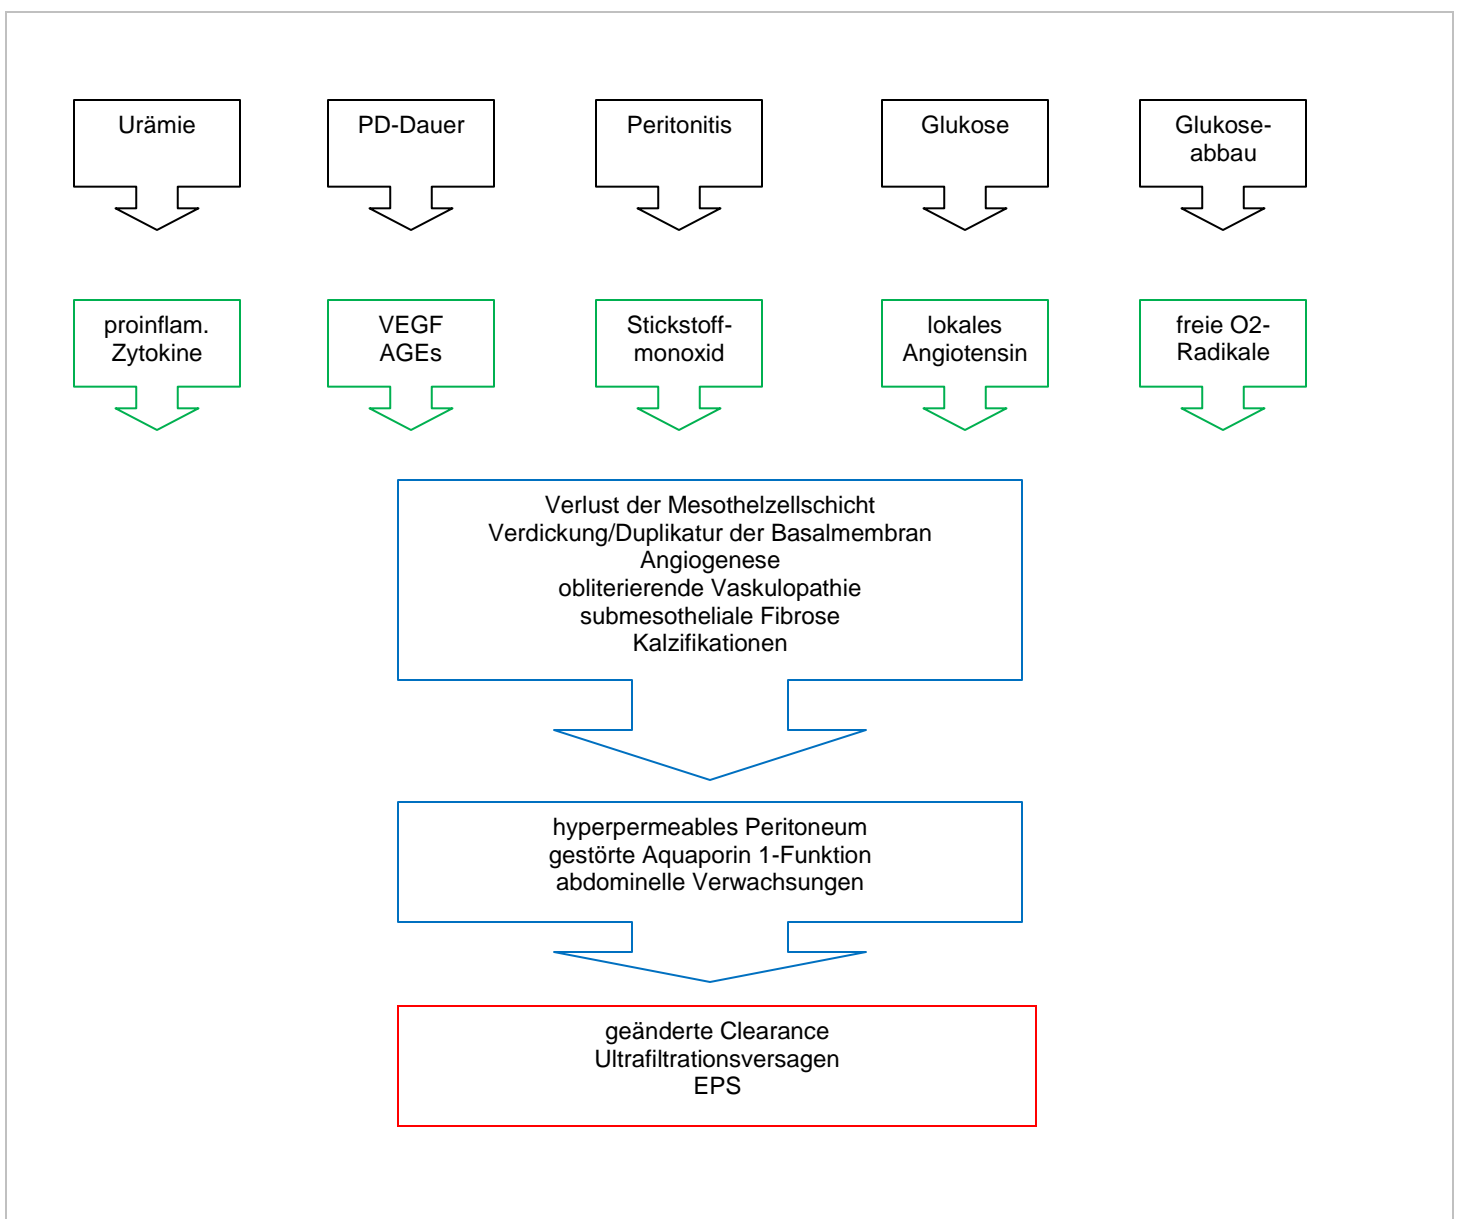 Urämie
PD-Dauer
Peritonitis
Glukose
Glukose-
abbau
proinflam.
Zytokine
VEGF
AGEs
Stickstoff-
monoxid
lokales
Angiotensin
freie O2-
Radikale
Verlust der Mesothelzellschicht
Verdickung/Duplikatur der Basalmembran
Angiogenese
obliterierende Vaskulopathie
submesotheliale Fibrose
Kalzifikationen
hyperpermeables Peritoneum
gestörte Aquaporin 1-Funktion
abdominelle Verwachsungen
geänderte Clearance
Ultrafiltrationsversagen
EPS